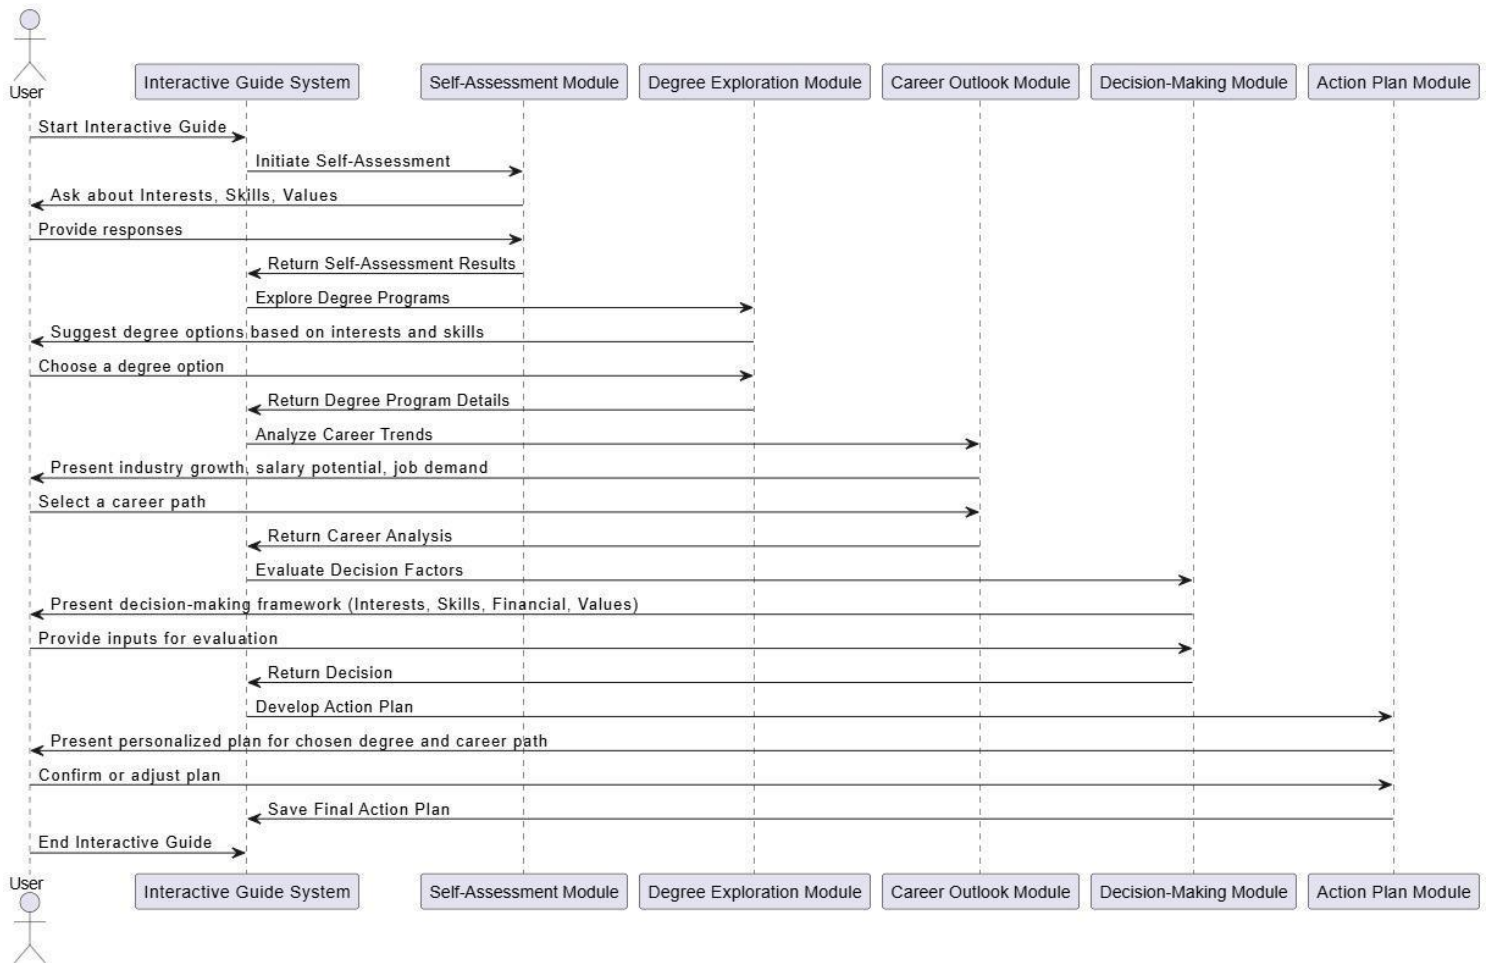 User
Interactive Guide System
Self-Assessment Module
Degree Exploration Module
Career Outlook Module
Decision-Making Module
Action Plan Module
Start Interactive Guide
Initiate Self-Assessment
Ask about Interests, Skills, Values
Provide responses
Return Self-Assessment Results
Explore Degree Programs
Suggest degree options based on interests and skills
Choose a degree option
Return Degree Program Details
Analyze Career Trends
Present industry growth, salary potential, job demand
Select a career path
Return Career Analysis
Evaluate Decision Factors
Present decision-making framework (Interests, Skills, Financial, Values)
Provide inputs for evaluation
Return Decision
Develop Action Plan
Present personalized plan for chosen degree and career path
Confirm or adjust plan
Save Final Action Plan
End Interactive Guide
User
Interactive Guide System
Self-Assessment Module
Degree Exploration Module
Career Outlook Module
Decision-Making Module
Action Plan Module